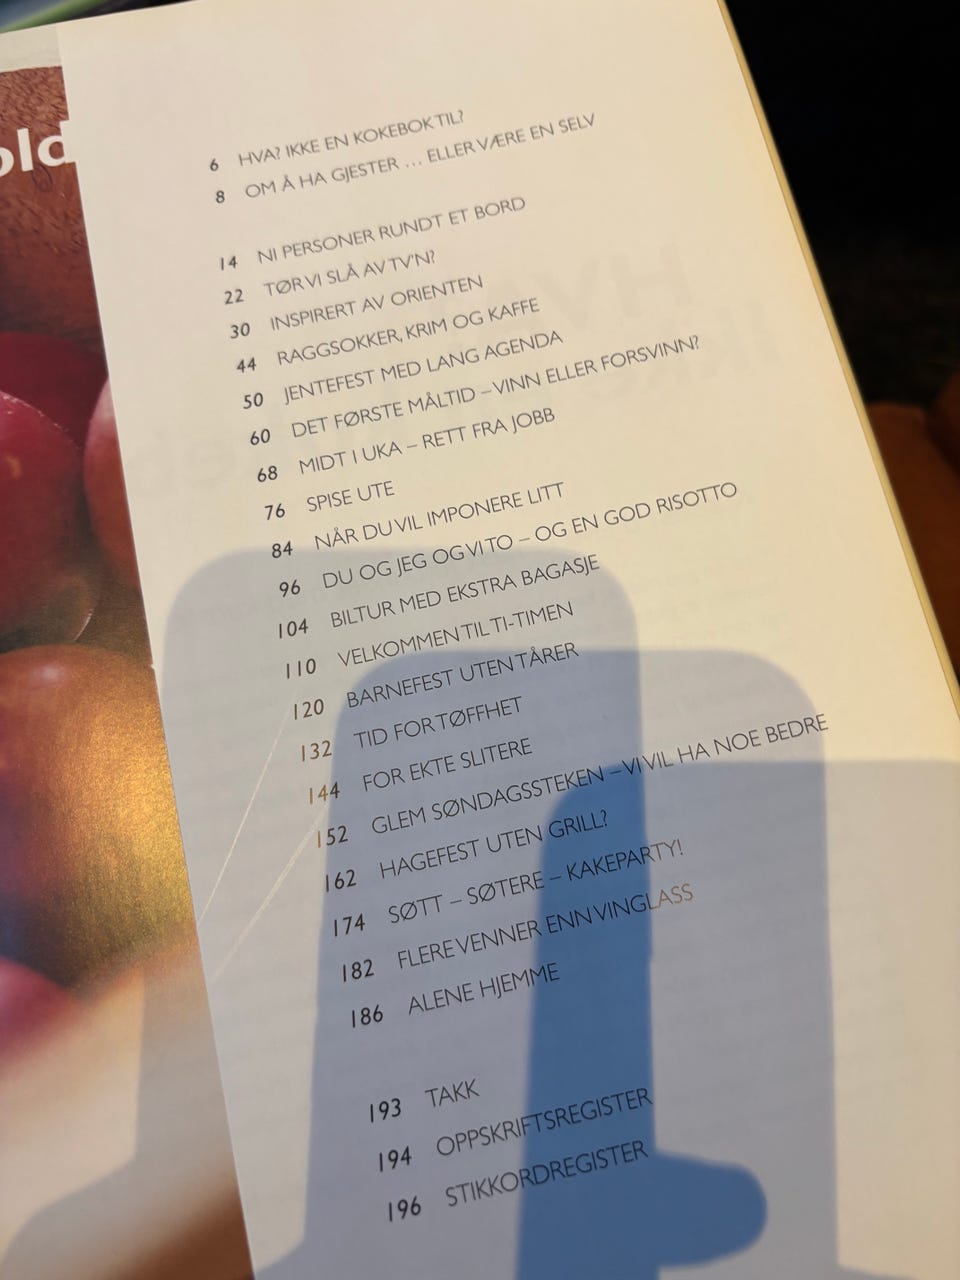 old
6 HVA? IKKE EN KOKEBOK TIL?
8 OM Å HA GJESTER ... ELLER VÆRE EN SELV
14 NI PERSONER RUNDT ET BORD
22 TØR VI SLÅ AV TV'N?
30 INSPIRERT AV ORIENTEN
44 RAGGSOKKER, KRIM OG KAFFE
50 JENTEFEST MED LANG AGENDA
60 DET FØRSTE MÅLTID – VINN ELLER FORSVINN?
68 MIDT I UKA – RETT FRA JOBB
76 SPISE UTE
84 NÅR DU VIL IMPONERE LITT
96 DU OG JEG OG VI TO – OG EN GOD RISOTTO
104 BILTUR MED EKSTRA BAGASJE
110 VELKOMMEN TIL TI-TIMEN
120 BARNEFEST UTEN TÅRER
132 TID FOR TØFFHET
144 FOR EKTE SLITERE
152 GLEM SØNDAGSSTEKEN – VI VIL HA NOE BEDRE
162 HAGEFEST UTEN GRILL?
174 SØTT – SØTERE – KAKEPARTY!
182 FLERE VENNER ENN VINGLASS
186 ALENE HJEMME
193 TAKK
194 OPPSKRIFTSREGISTER
196 STIKKORDREGISTER